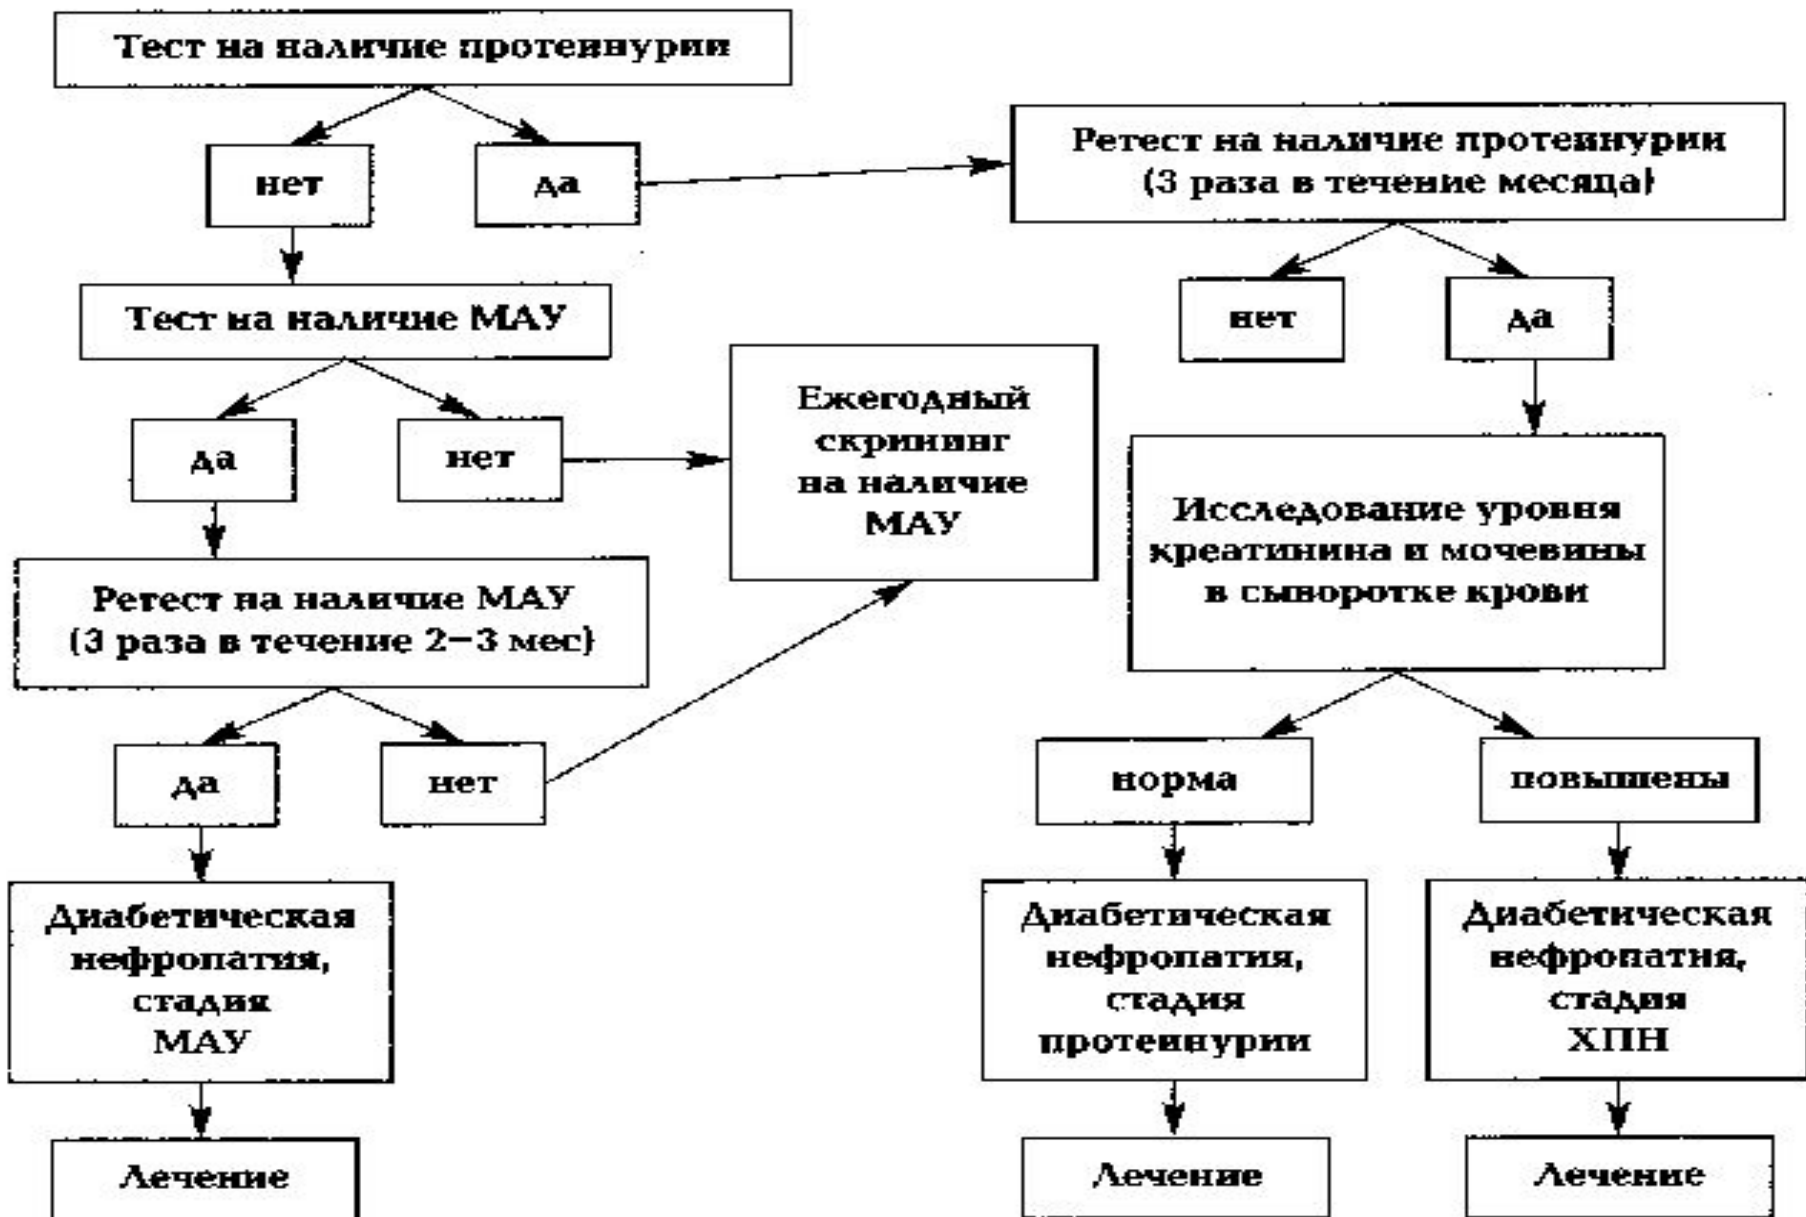 Тест на наличие протеинурии
нет
да
Ретест на наличие протеинурии
(3 раза в течение месяца)
нет
да
Тест на наличие МАУ
да
нет
Ежегодный
скрининг
на наличие
МАУ
Исследование уровня
креатинина и мочевины
в сыворотке крови
Ретест на наличие МАУ
(3 раза в течение 2–3 мес)
да
нет
норма
повышены
Диабетическая
нефропатия,
стадия
МАУ
Диабетическая
нефропатия,
стадия
протеинурии
Диабетическая
нефропатия,
стадия
ХПН
Лечение
Лечение
Лечение